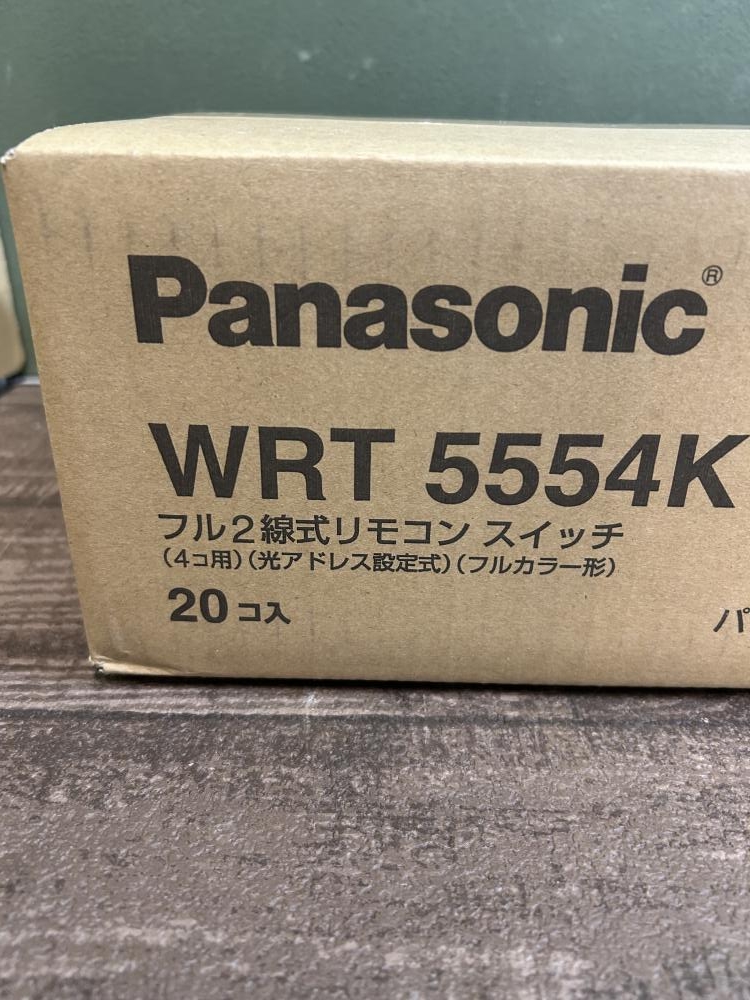 Panasonic®
WRT 5554K
フル2線式リモコン スイッチ
(4コ用)(光アドレス設定式)(フルカラー形)
20コ入
パ